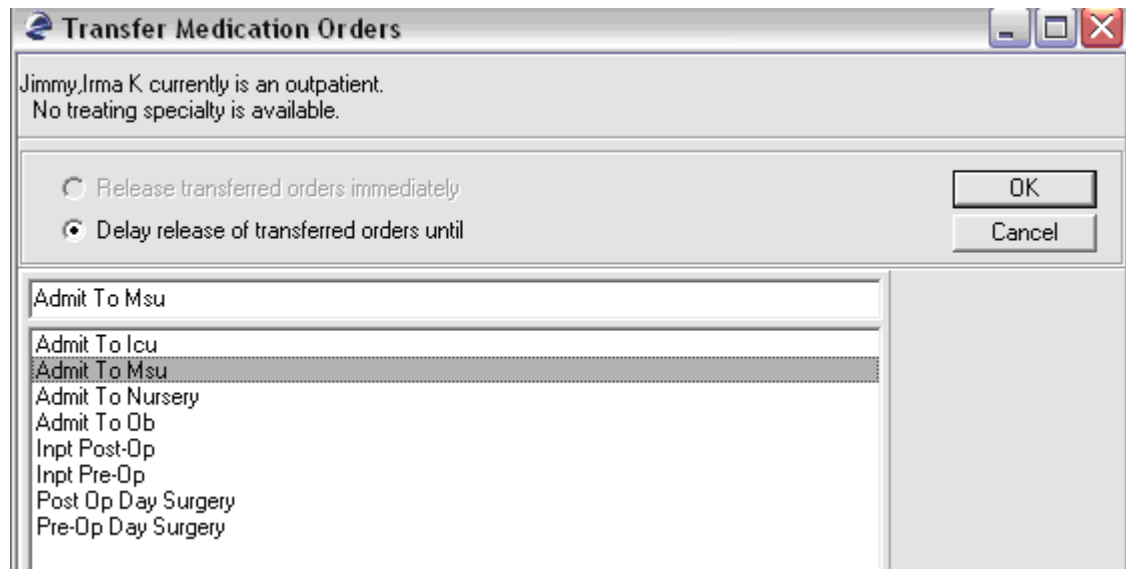 Transfer Medication Orders
Jimmy,Irma K currently is an outpatient.
No treating specialty is available.
Release transferred orders immediately
OK
Delay release of transferred orders until
Cancel
Admit To Msu
Admit To Icu
Admit To Msu
Admit To Nursery
Admit To Ob
Inpt Post-Op
Inpt Pre-Op
Post Op Day Surgery
Pre-Op Day Surgery